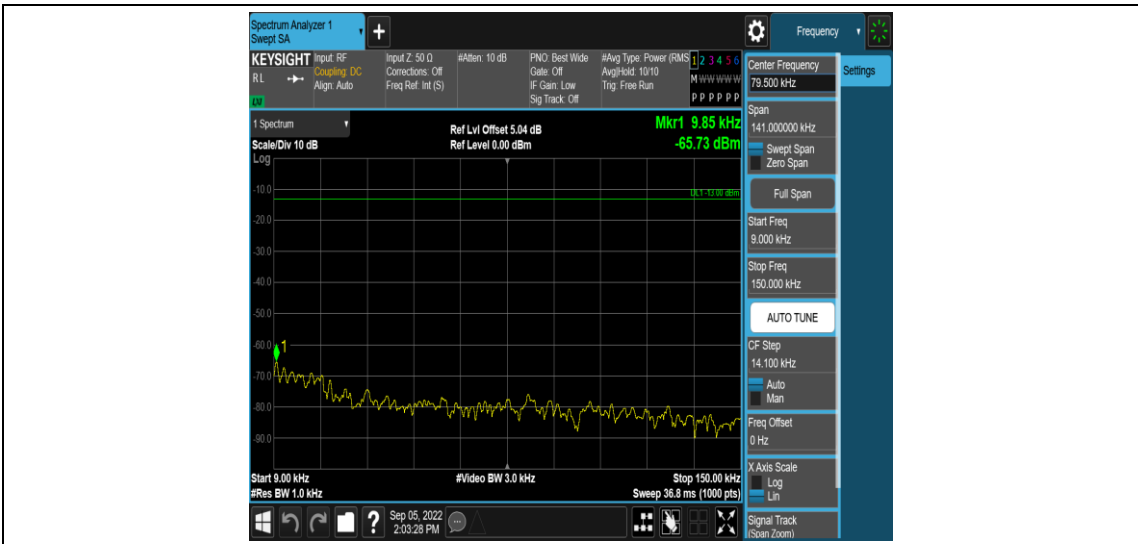 Spectrum Analyzer 1
Swept SA
+
Frequency
KEYSIGHT
RL
LXI
Input: RF
Coupling: DC
Align: Auto
Input Z: 50 Ω
Corrections: Off
Freq Ref: Int (S)
#Atten: 10 dB
PNO: Best Wide
Gate: Off
IF Gain: Low
Sig Track: Off
#Avg Type: Power (RMS
Avg|Hold: 10/10
Trig: Free Run
1 2 3 4 5 6
M W W W W W
P P P P P P
1 Spectrum
Scale/Div 10 dB
Log
Ref Lvl Offset 5.04 dB
Ref Level 0.00 dBm
Mkr1 9.85 kHz
-65.73 dBm
DL1 -13.00 dBm
-10.0
-20.0
-30.0
-40.0
-50.0
-60.0
1
-70.0
-80.0
-90.0
Start 9.00 kHz
#Res BW 1.0 kHz
#Video BW 3.0 kHz
Stop 150.00 kHz
Sweep 36.8 ms (1000 pts)
?
Sep 05, 2022
2:03:28 PM
Center Frequency
79.500 kHz
Settings
Span
141.000000 kHz
Swept Span
Zero Span
Full Span
Start Freq
9.000 kHz
Stop Freq
150.000 kHz
AUTO TUNE
CF Step
14.100 kHz
Auto
Man
Freq Offset
0 Hz
X Axis Scale
Log
Lin
Signal Track
(Span Zoom)